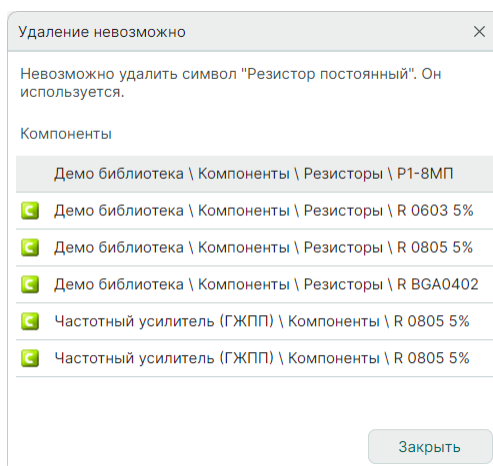 Удаление невозможно
Невозможно удалить символ "Резистор постоянный". Он
используется.
Компоненты
Демо библиотека \ Компоненты \ Резисторы \ Р1-8МП
Демо библиотека \ Компоненты \ Резисторы \ R 0603 5%
Демо библиотека \ Компоненты \ Резисторы \ R 0805 5%
Демо библиотека \ Компоненты \ Резисторы \ R BGA0402
Частотный усилитель (ГЖПП) \ Компоненты \ R 0805 5%
Частотный усилитель (ГЖПП) \ Компоненты \ R 0805 5%
Закрыть